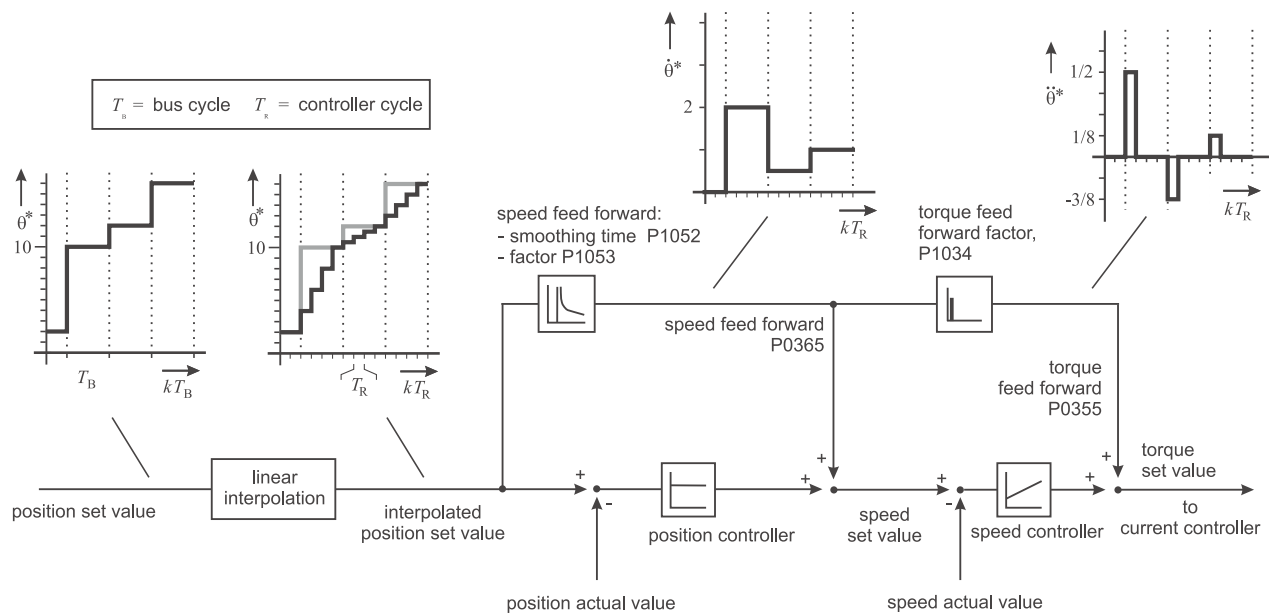 T_B = bus cycle T_R = controller cycle
θ*
10
T_B
kT_B
θ*
10
T_R
kT_R
θ̇*
2
kT_R
θ̈*
1/2
1/8
-3/8
kT_R
speed feed forward:
- smoothing time P1052
- factor P1053
torque feed
forward factor,
P1034
speed feed forward
P0365
torque
feed forward
P0355
linear
interpolation
position set value
interpolated
position set value
+
-
position controller
+
+
speed
set value
+
-
speed controller
+
+
torque
set value
to
current controller
position actual value
speed actual value